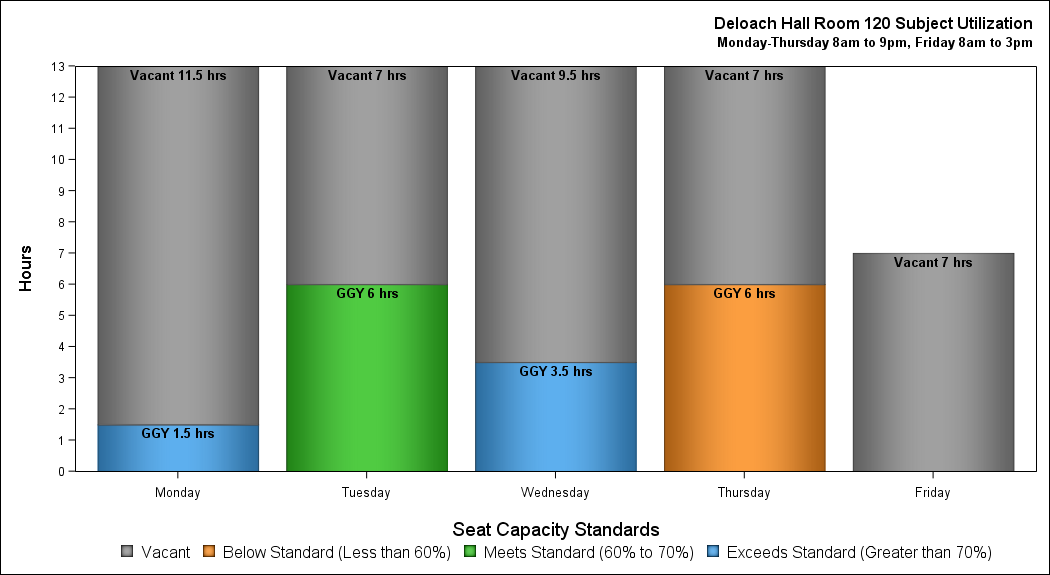 Deloach Hall Room 120 Subject Utilization
Monday-Thursday 8am to 9pm, Friday 8am to 3pm
Hours
13
12
11
10
9
8
7
6
5
4
3
2
1
0
Vacant 11.5 hrs
GGY 1.5 hrs
Vacant 7 hrs
GGY 6 hrs
Vacant 9.5 hrs
GGY 3.5 hrs
Vacant 7 hrs
GGY 6 hrs
Vacant 7 hrs
Monday Tuesday Wednesday Thursday Friday
Seat Capacity Standards
Vacant Below Standard (Less than 60%) Meets Standard (60% to 70%) Exceeds Standard (Greater than 70%)